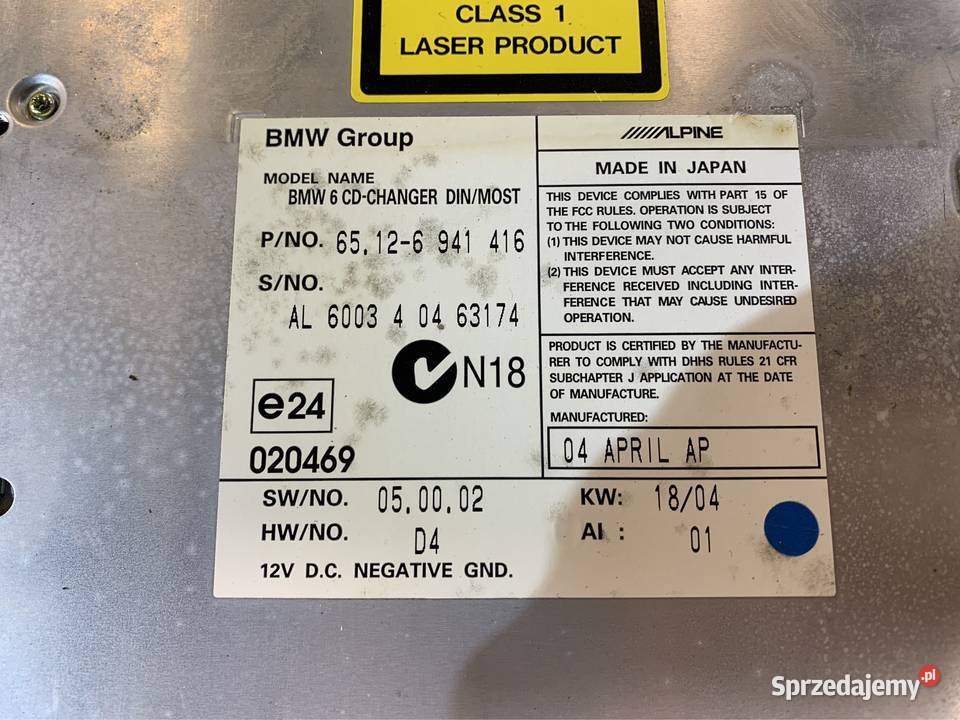 CLASS 1
LASER PRODUCT
BMW Group
MODEL NAME
BMW 6 CD-CHANGER DIN/MOST
P/NO. 65.12-6 941 416
S/NO.
AL 6003 4 04 63174
N18
e24
020469
ALPINE
MADE IN JAPAN
THIS DEVICE COMPLIES WITH PART 15 OF
THE FCC RULES. OPERATION IS SUBJECT
TO THE FOLLOWING TWO CONDITIONS:
(1) THIS DEVICE MAY NOT CAUSE HARMFUL
INTERFERENCE.
(2) THIS DEVICE MUST ACCEPT ANY INTER-
FERENCE RECEIVED INCLUDING INTER-
FERENCE THAT MAY CAUSE UNDESIRED
OPERATION.
PRODUCT IS CERTIFIED BY THE MANUFACTU-
RER TO COMPLY WITH DHHS RULES 21 CFR
SUBCHAPTER J APPLICATION AT THE DATE
OF MANUFACTURE.
MANUFACTURED:
04 APRIL AP
SW/NO. 05.00.02
HW/NO. D4
12V D.C. NEGATIVE GND.
KW: 18/04
AI : 01
Sprzedajemy.pl